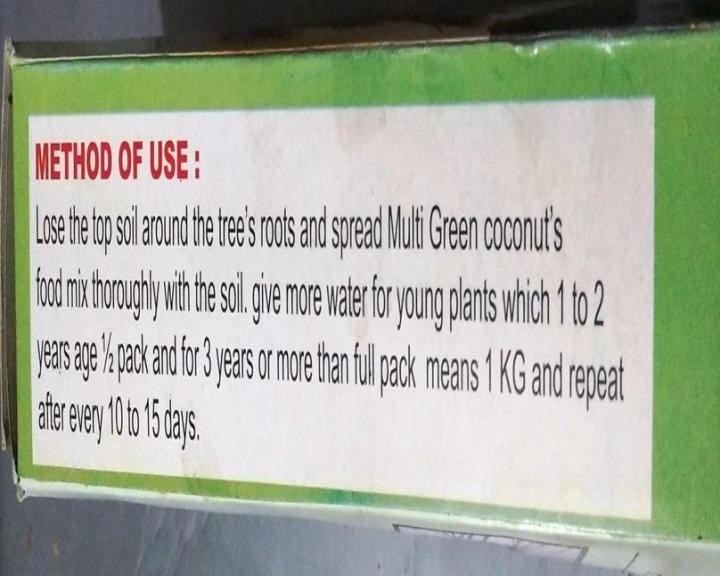 METHOD OF USE :
Lose the top soil around the tree's roots and spread Multi Green coconut's
food mix thoroughly with the soil. give more water for young plants which 1 to 2
years age ½ pack and for 3 years or more than full pack means 1 KG and repeat
after every 10 to 15 days.